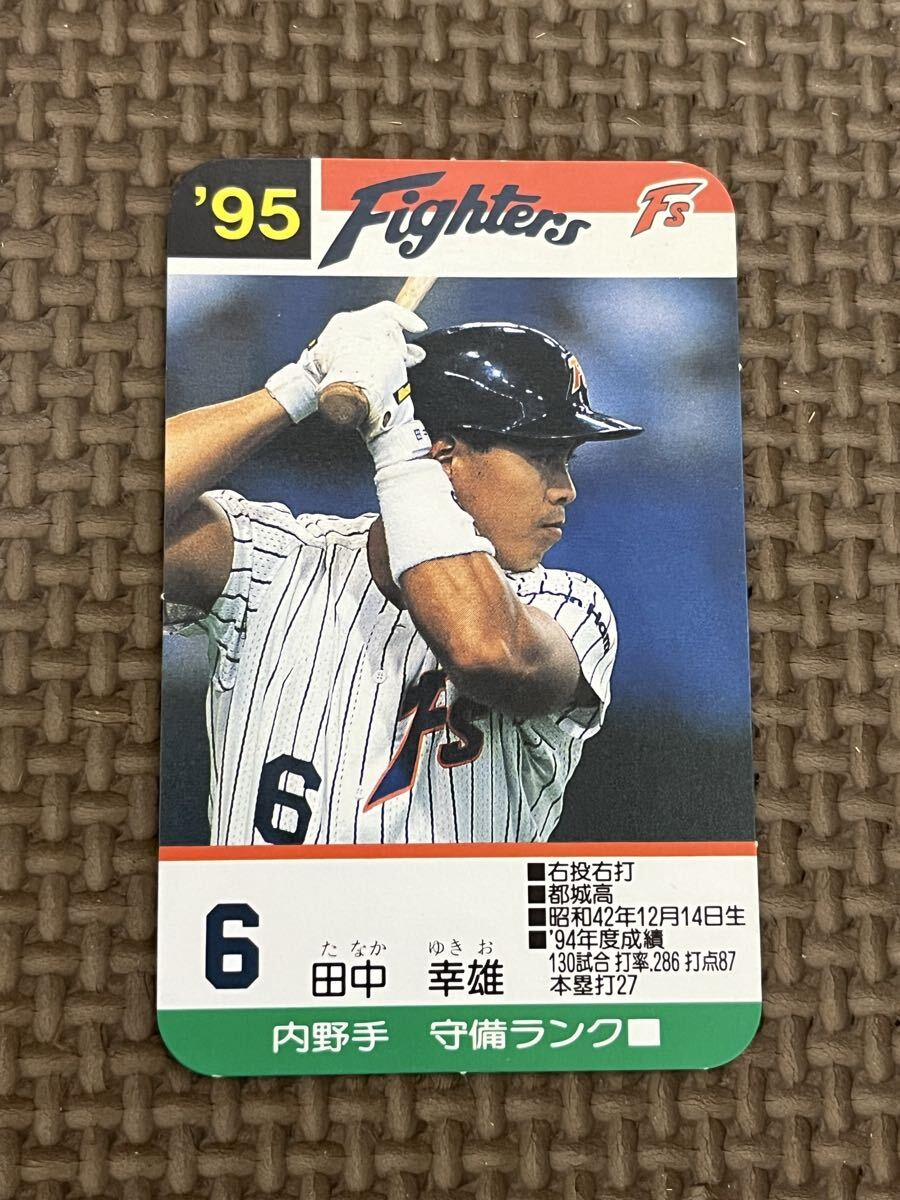 '95
Fighters
Fs
Fs
6
■右投右打
■都城高
■昭和42年12月14日生
■'94年度成績
130試合 打率.286 打点87
本塁打27
6
たなか ゆきお
田中 幸雄
内野手 守備ランク□